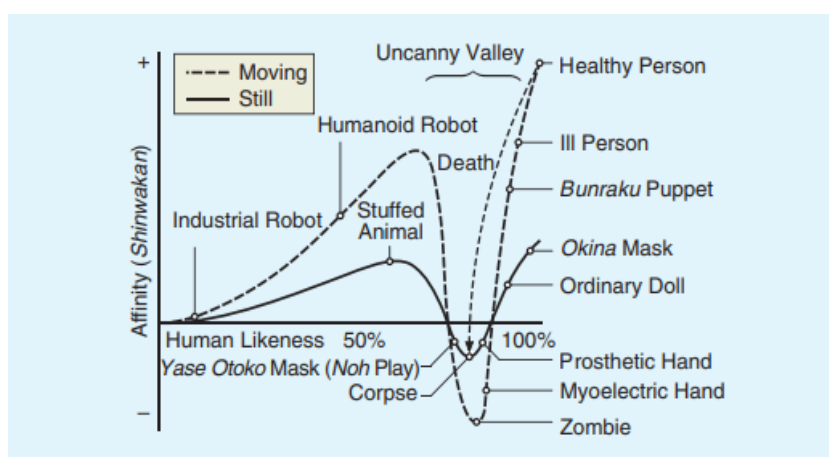 +
Uncanny Valley
Healthy Person
Moving
Still
Humanoid Robot
Death
Ill Person
Bunraku Puppet
Industrial Robot
Stuffed
Animal
Okina Mask
Ordinary Doll
Affinity (Shinwakan)
Human Likeness 50% 100%
Yase Otoko Mask (Noh Play)
Prosthetic Hand
Corpse
Myoelectric Hand
–
Zombie